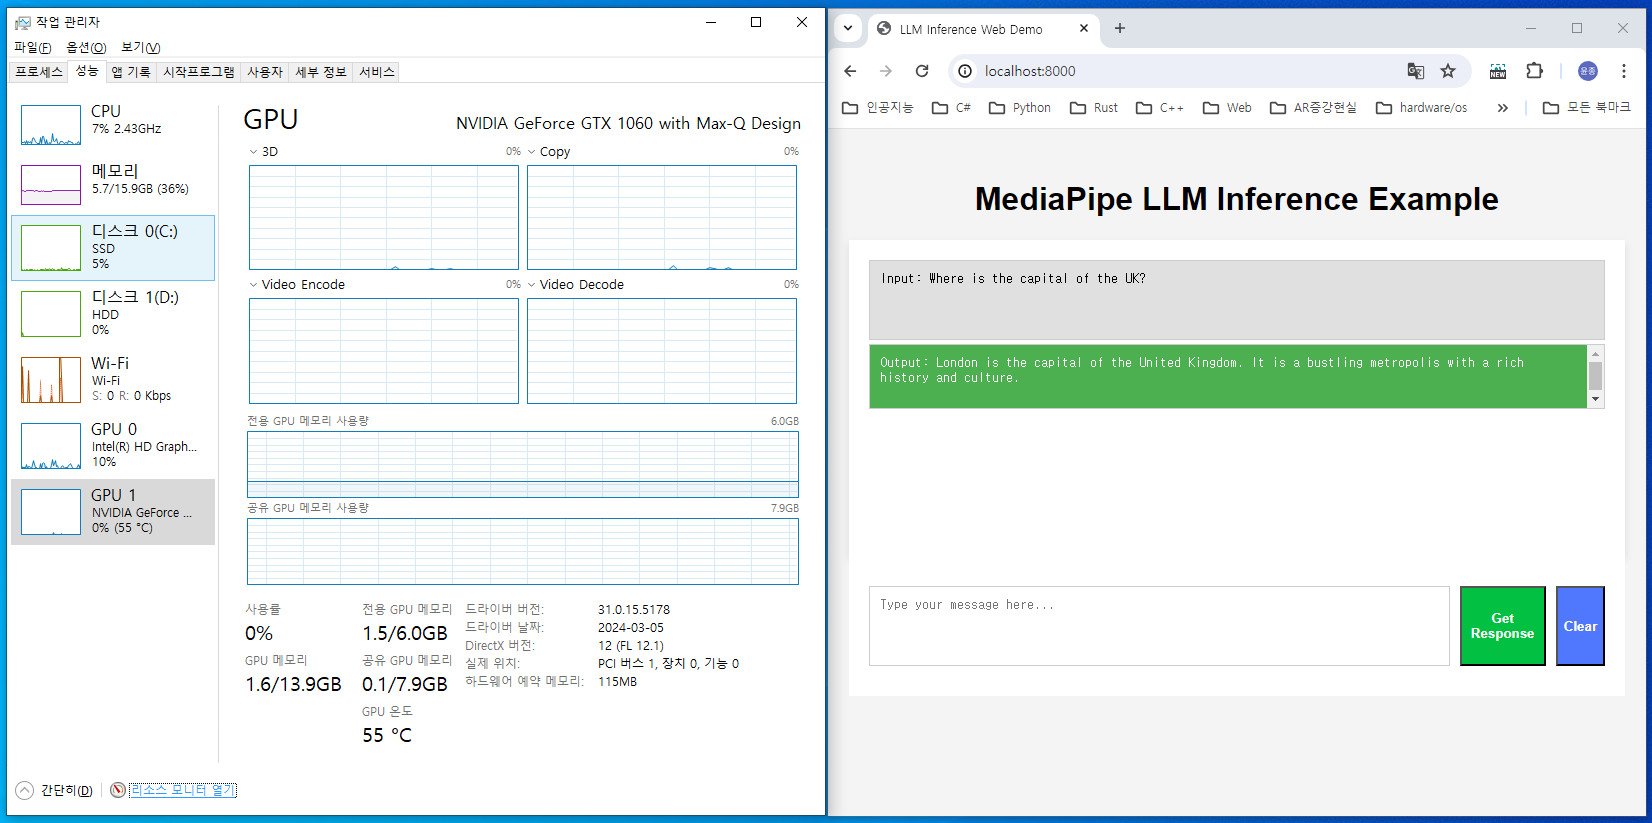 작업 관리자
파일(F) 옵션(O) 보기(V)
프로세스 성능 앱 기록 시작프로그램 사용자 세부 정보 서비스
CPU
7% 2.43GHz
메모리
5.7/15.9GB (36%)
디스크 0(C:)
SSD
5%
디스크 1(D:)
HDD
0%
Wi-Fi
Wi-Fi
S: 0 R: 0 Kbps
GPU 0
Intel(R) HD Graph...
10%
GPU 1
NVIDIA GeForce ...
0% (55 °C)
GPU
NVIDIA GeForce GTX 1060 with Max-Q Design
3D 0% Copy 0%
Video Encode 0% Video Decode 0%
전용 GPU 메모리 사용량 6.0GB
공유 GPU 메모리 사용량 7.9GB
사용률
0%
GPU 메모리
1.6/13.9GB
전용 GPU 메모리
1.5/6.0GB
공유 GPU 메모리
0.1/7.9GB
GPU 온도
55 °C
드라이버 버전: 31.0.15.5178
드라이버 날짜: 2024-03-05
DirectX 버전: 12 (FL 12.1)
실제 위치: PCI 버스 1, 장치 0, 기능 0
하드웨어 예약 메모리: 115MB
간단히(D) 리소스 모니터 열기
LLM Inference Web Demo
localhost:8000
NEW
윤종
인공지능 C# Python Rust C++ Web AR증강현실 hardware/os 모든 북마크
MediaPipe LLM Inference Example
Input: Where is the capital of the UK?
Output: London is the capital of the United Kingdom. It is a bustling metropolis with a rich
history and culture.
Type your message here...
Get
Response
Clear